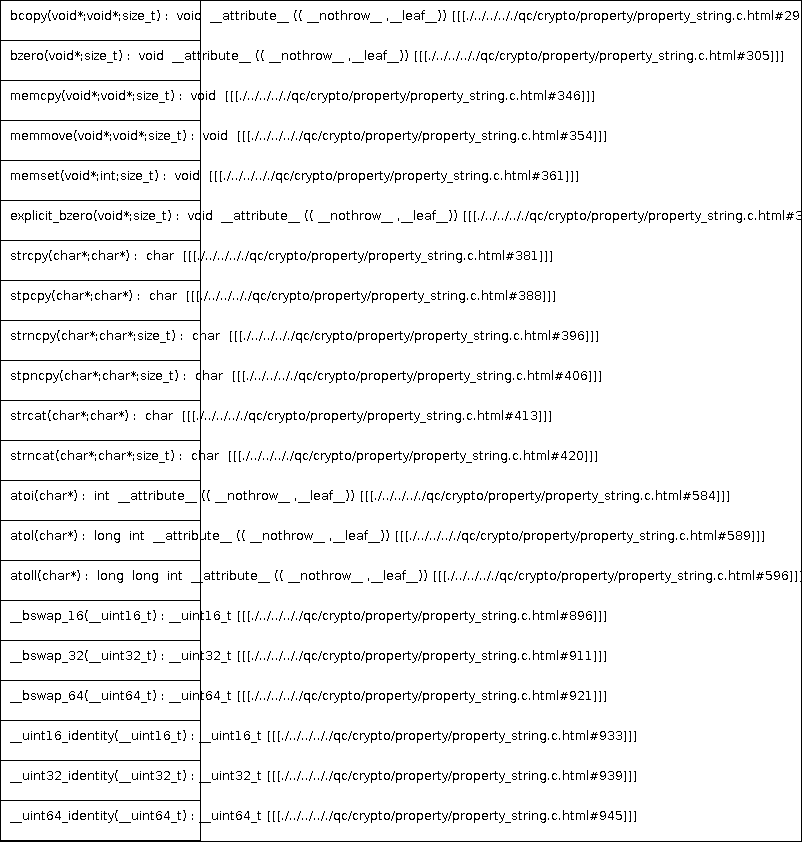 bcopy(void*;void*;size_t) : void __attribute__ (( __nothrow__ ,__leaf__)) [[[./../../../../qc/crypto/property/property_string.c.html#29
bzero(void*;size_t) : void __attribute__ (( __nothrow__ ,__leaf__)) [[[./../../../../qc/crypto/property/property_string.c.html#305]]]
memcpy(void*;void*;size_t) : void [[[./../../../../qc/crypto/property/property_string.c.html#346]]]
memmove(void*;void*;size_t) : void [[[./../../../../qc/crypto/property/property_string.c.html#354]]]
memset(void*;int;size_t) : void [[[./../../../../qc/crypto/property/property_string.c.html#361]]]
explicit_bzero(void*;size_t) : void __attribute__ (( __nothrow__ ,__leaf__)) [[[./../../../../qc/crypto/property/property_string.c.html#3
strcpy(char*;char*) : char [[[./../../../../qc/crypto/property/property_string.c.html#381]]]
stpcpy(char*;char*) : char [[[./../../../../qc/crypto/property/property_string.c.html#388]]]
strncpy(char*;char*;size_t) : char [[[./../../../../qc/crypto/property/property_string.c.html#396]]]
stpncpy(char*;char*;size_t) : char [[[./../../../../qc/crypto/property/property_string.c.html#406]]]
strcat(char*;char*) : char [[[./../../../../qc/crypto/property/property_string.c.html#413]]]
strncat(char*;char*;size_t) : char [[[./../../../../qc/crypto/property/property_string.c.html#420]]]
atoi(char*) : int __attribute__ (( __nothrow__ ,__leaf__)) [[[./../../../../qc/crypto/property/property_string.c.html#584]]]
atol(char*) : long int __attribute__ (( __nothrow__ ,__leaf__)) [[[./../../../../qc/crypto/property/property_string.c.html#589]]]
atoll(char*) : long long int __attribute__ (( __nothrow__ ,__leaf__)) [[[./../../../../qc/crypto/property/property_string.c.html#596]]]
__bswap_16(__uint16_t) : __uint16_t [[[./../../../../qc/crypto/property/property_string.c.html#896]]]
__bswap_32(__uint32_t) : __uint32_t [[[./../../../../qc/crypto/property/property_string.c.html#911]]]
__bswap_64(__uint64_t) : __uint64_t [[[./../../../../qc/crypto/property/property_string.c.html#921]]]
__uint16_identity(__uint16_t) : __uint16_t [[[./../../../../qc/crypto/property/property_string.c.html#933]]]
__uint32_identity(__uint32_t) : __uint32_t [[[./../../../../qc/crypto/property/property_string.c.html#939]]]
__uint64_identity(__uint64_t) : __uint64_t [[[./../../../../qc/crypto/property/property_string.c.html#945]]]